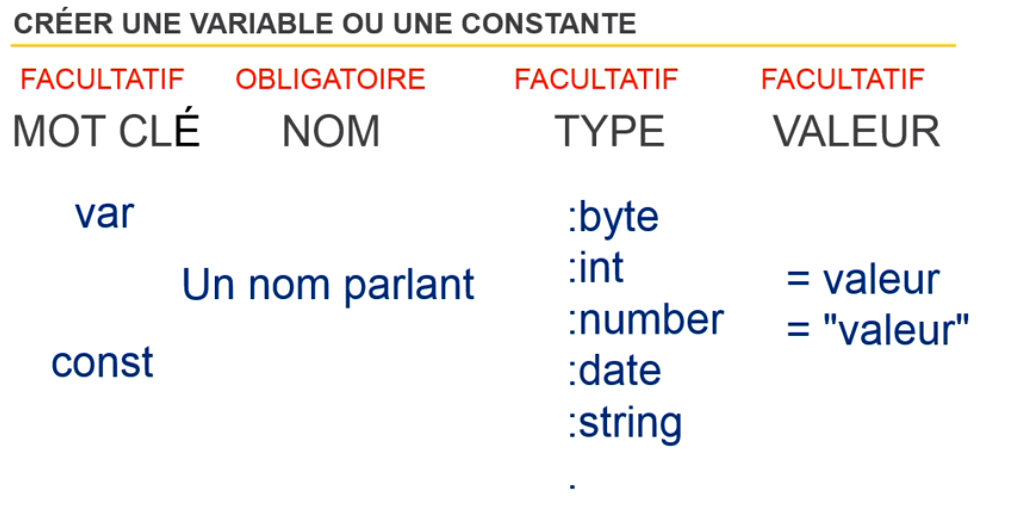 CRÉER UNE VARIABLE OU UNE CONSTANTE
FACULTATIF OBLIGATOIRE FACULTATIF FACULTATIF
MOT CLÉ NOM TYPE VALEUR
var
const
Un nom parlant
:byte
:int
:number
:date
:string
.
= valeur
= "valeur"